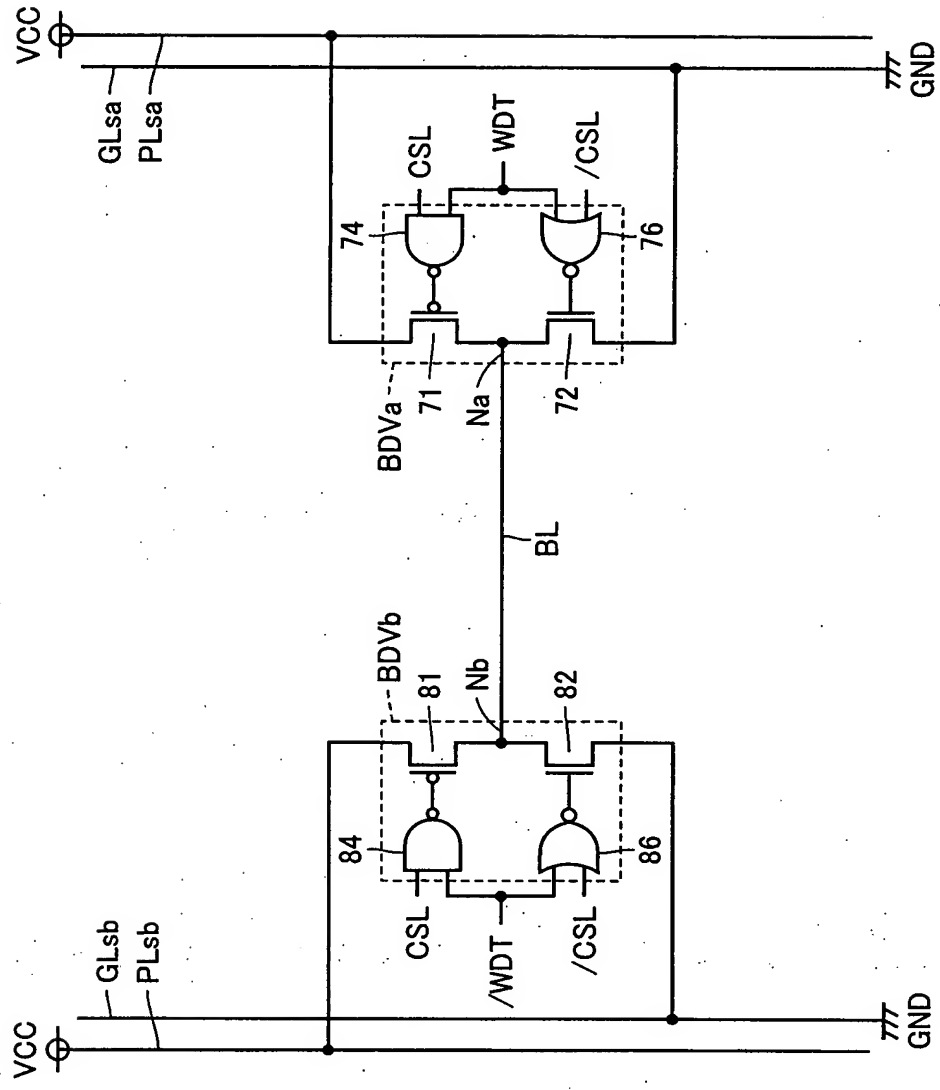 VCC
GLsa
PLsa
CSL
WDT
/CSL
GND
74
76
BDVa
71
Na
72
BL
BDVb
81
Nb
82
84
86
CSL
/WDT
/CSL
GLsb
PLsb
VCC
GND